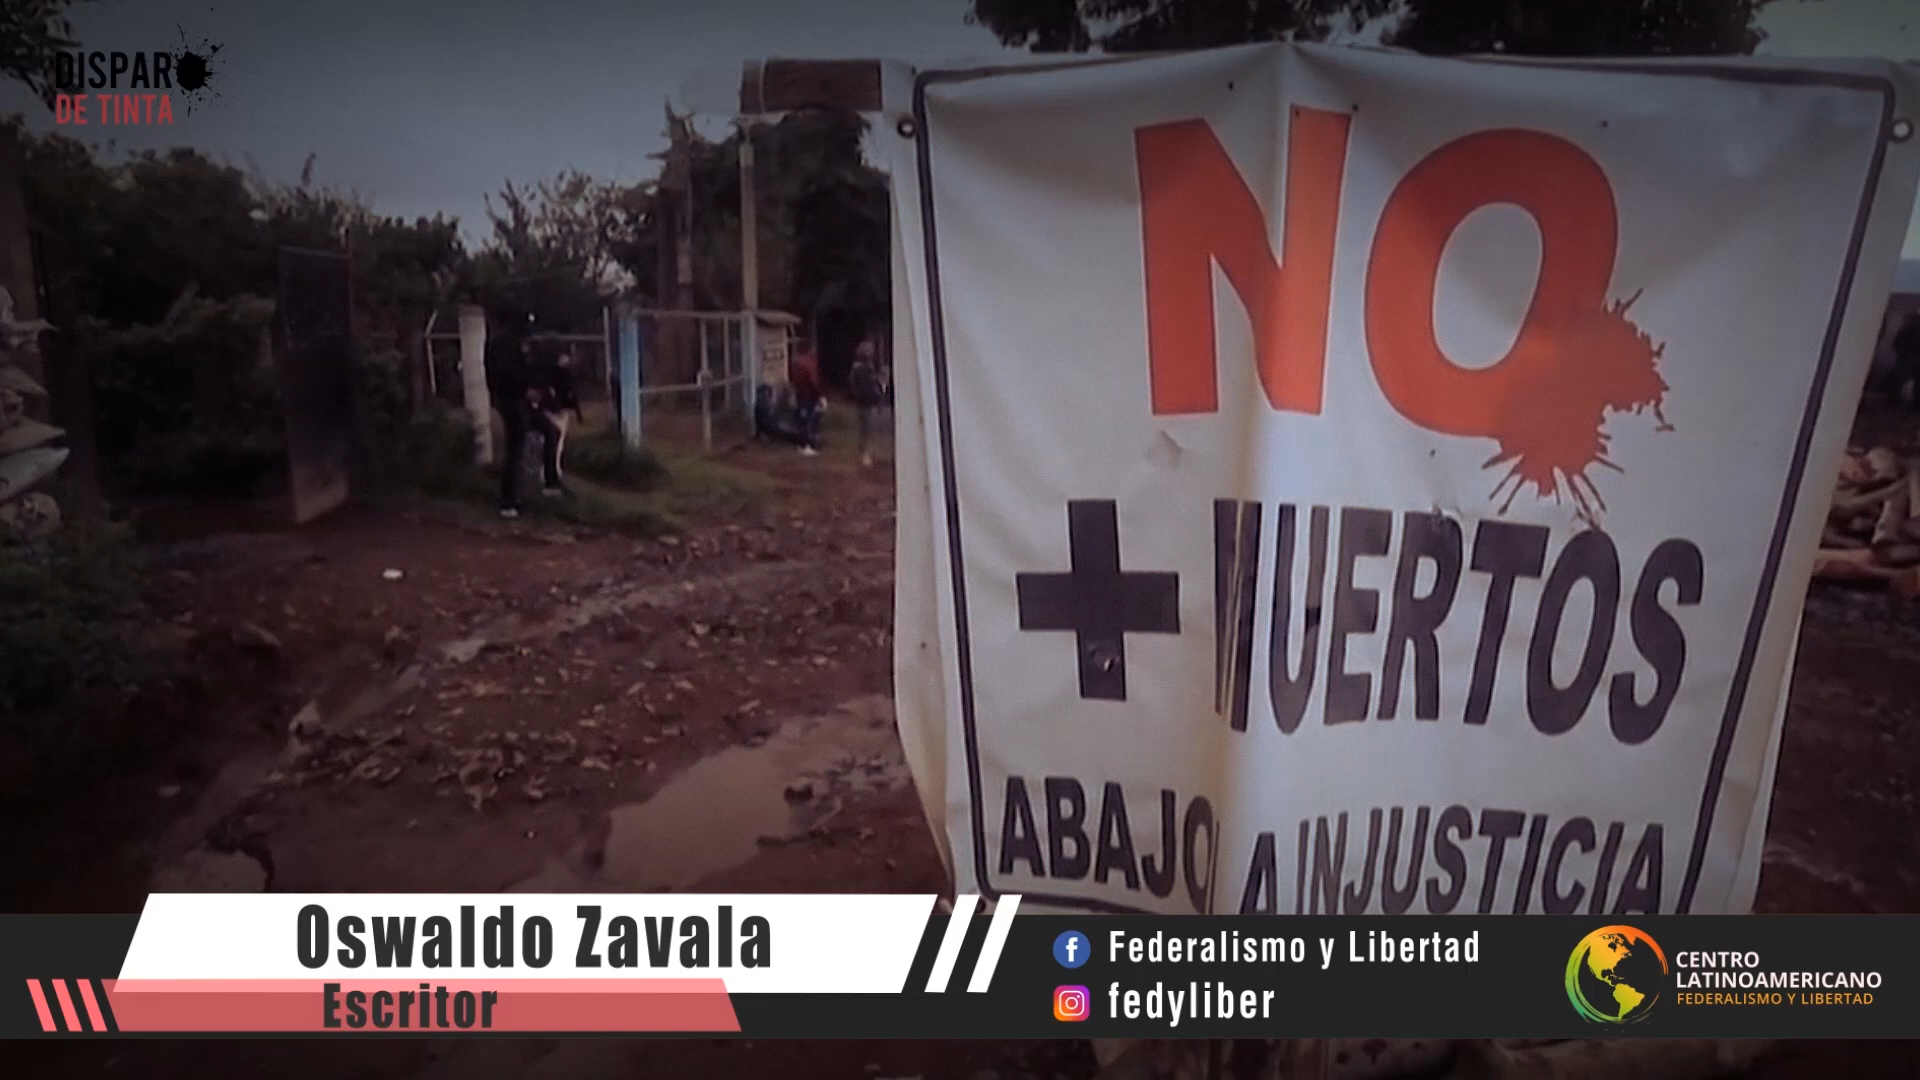 DISPARO
DE TINTA
NO
+ MUERTOS
ABAJO LA INJUSTICIA
Oswaldo Zavala
Escritor
Federalismo y Libertad
fedyliber
CENTRO
LATINOAMERICANO
FEDERALISMO Y LIBERTAD